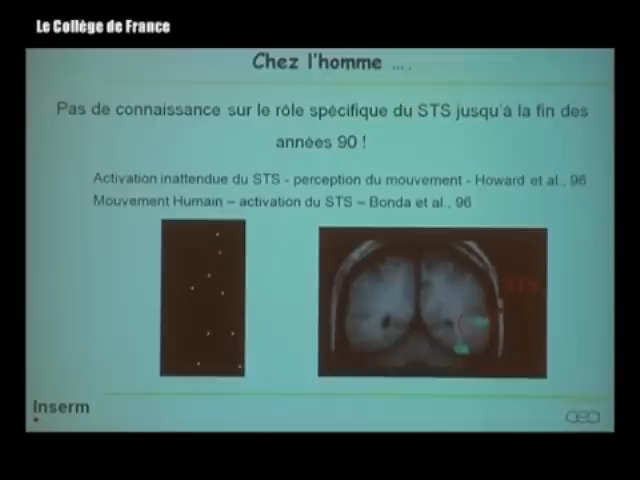 Le Collège de France
Chez l'homme ....
Pas de connaissance sur le rôle spécifique du STS jusqu'à la fin des
années 90 !
Activation inattendue du STS - perception du mouvement - Howard et al., 96
Mouvement Humain – activation du STS – Bonda et al., 96
STS
Inserm
cea